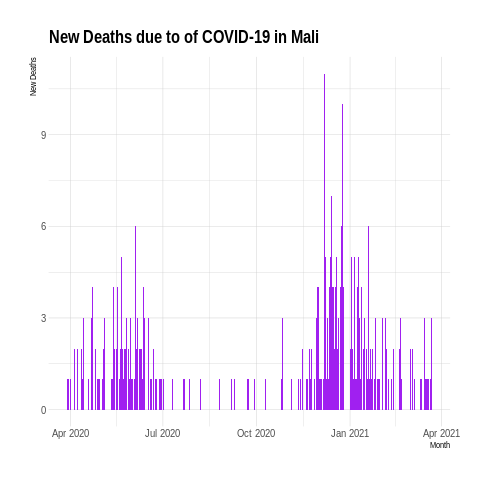 New Deaths due to of COVID-19 in Mali
New Deaths
9
6
3
0
Apr 2020 Jul 2020 Oct 2020 Jan 2021 Apr 2021
Month